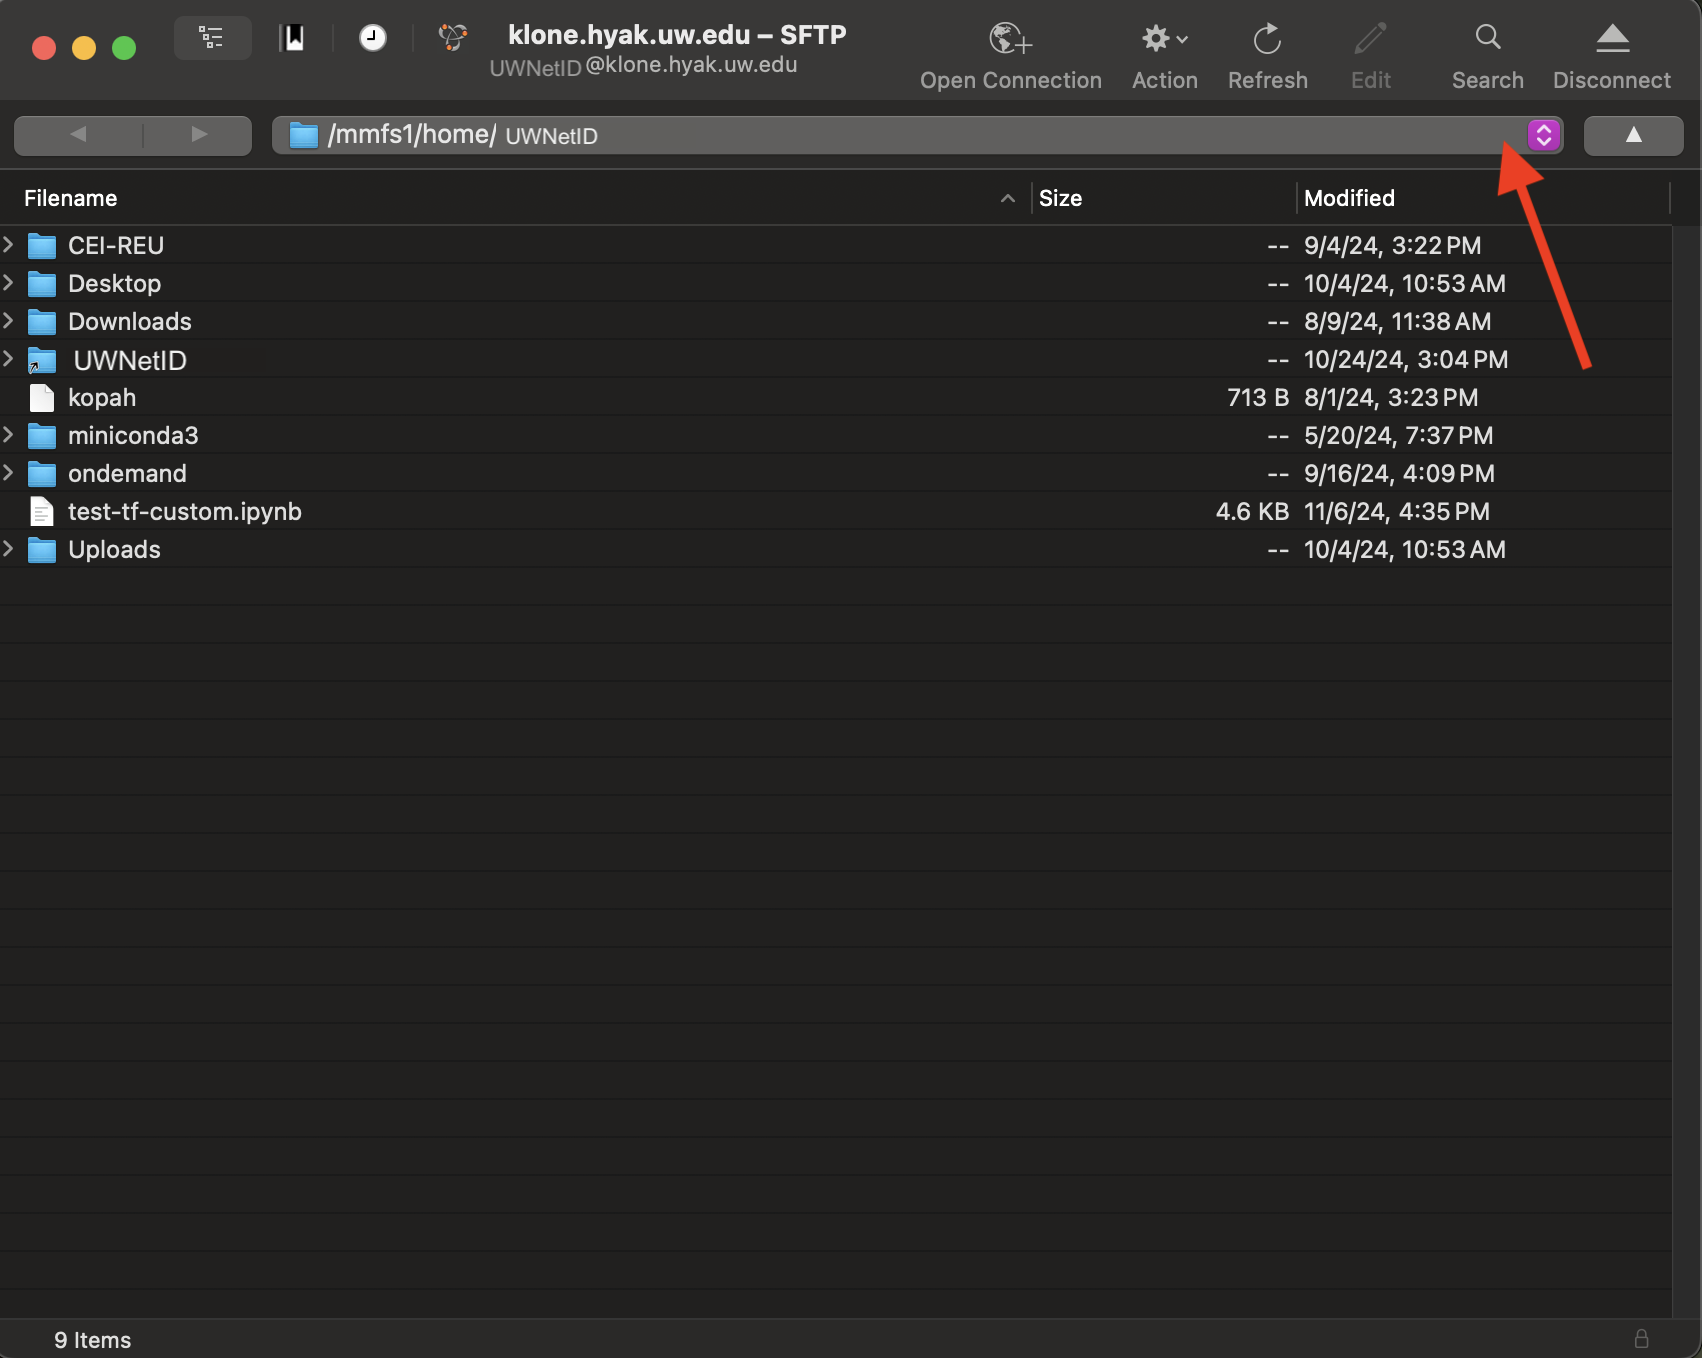 klone.hyak.uw.edu – SFTP
UWNetID @klone.hyak.uw.edu
Open Connection
Action
Refresh
Edit
Search
Disconnect
/mmfs1/home/ UWNetID
Filename Size Modified
CEI-REU -- 9/4/24, 3:22 PM
Desktop -- 10/4/24, 10:53 AM
Downloads -- 8/9/24, 11:38 AM
UWNetID -- 10/24/24, 3:04 PM
kopah 713 B 8/1/24, 3:23 PM
miniconda3 -- 5/20/24, 7:37 PM
ondemand -- 9/16/24, 4:09 PM
test-tf-custom.ipynb 4.6 KB 11/6/24, 4:35 PM
Uploads -- 10/4/24, 10:53 AM
9 Items